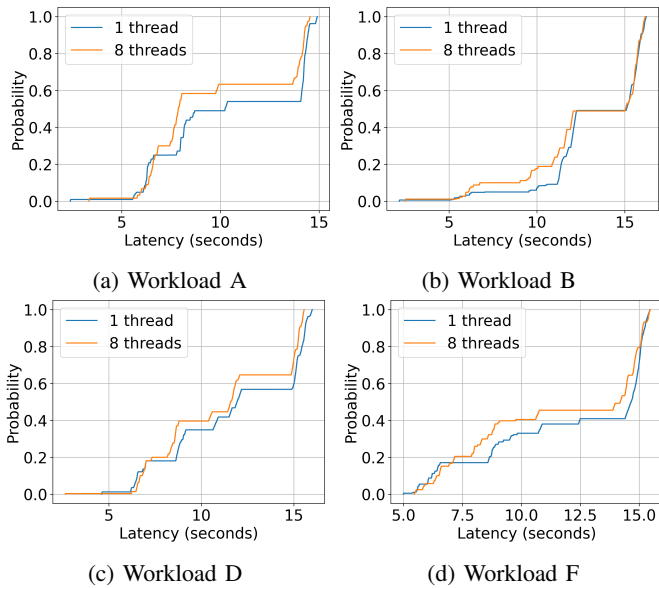 1.0
0.8
0.6
0.4
0.2
0.0
Probability
1 thread
8 threads
5 10 15
Latency (seconds)
(a) Workload A
1.0
0.8
0.6
0.4
0.2
0.0
Probability
1 thread
8 threads
5 10 15
Latency (seconds)
(b) Workload B
1.0
0.8
0.6
0.4
0.2
0.0
Probability
1 thread
8 threads
5 10 15
Latency (seconds)
(c) Workload D
1.0
0.8
0.6
0.4
0.2
0.0
Probability
1 thread
8 threads
5.0 7.5 10.0 12.5 15.0
Latency (seconds)
(d) Workload F